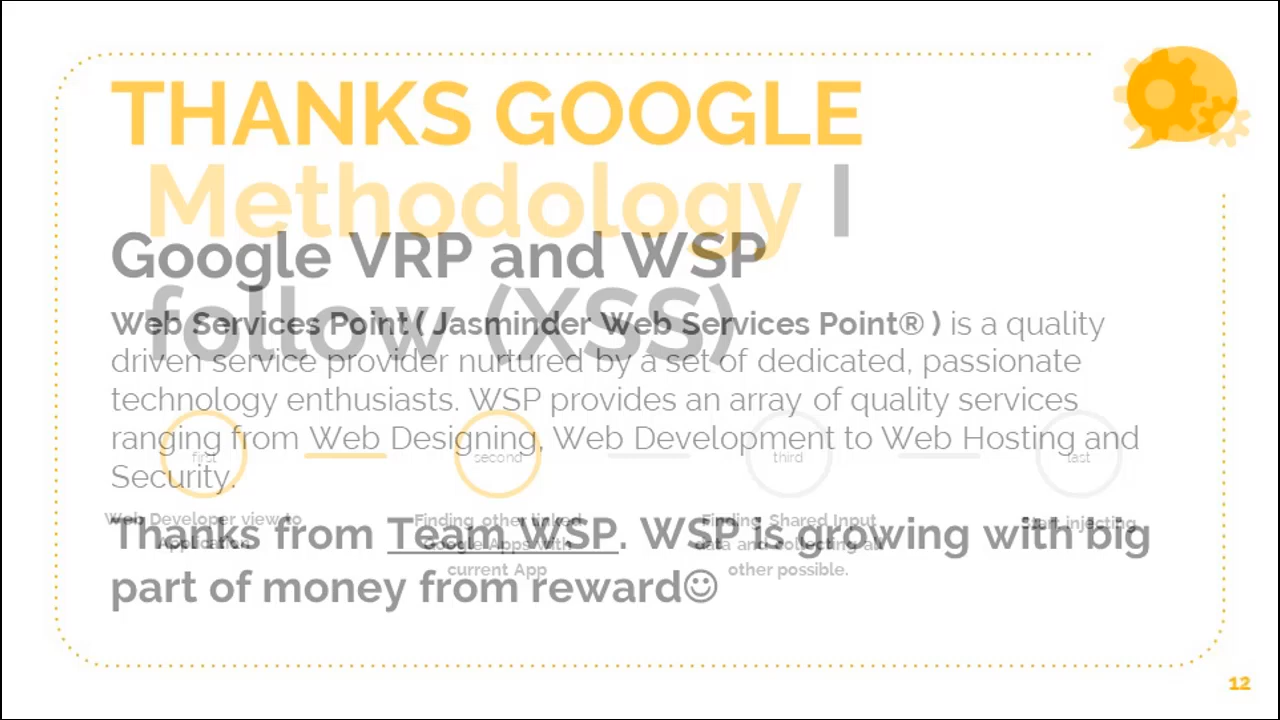 THANKS GOOGLE
Methodology I
Google VRP and WSP
follow (XSS)
Web Services Point ( Jasminder Web Services Point® ) is a quality
driven service provider nurtured by a set of dedicated, passionate
technology enthusiasts. WSP provides an array of quality services
ranging from Web Designing, Web Development to Web Hosting and
Security.
first
second
third
last
Thanks from Team WSP. WSP is growing with big
part of money from reward☺
Web Developer view to
Application
Finding other linked
Google Apps with
current App
Finding Shared Input
data and collecting all
other possible.
Start injecting
12